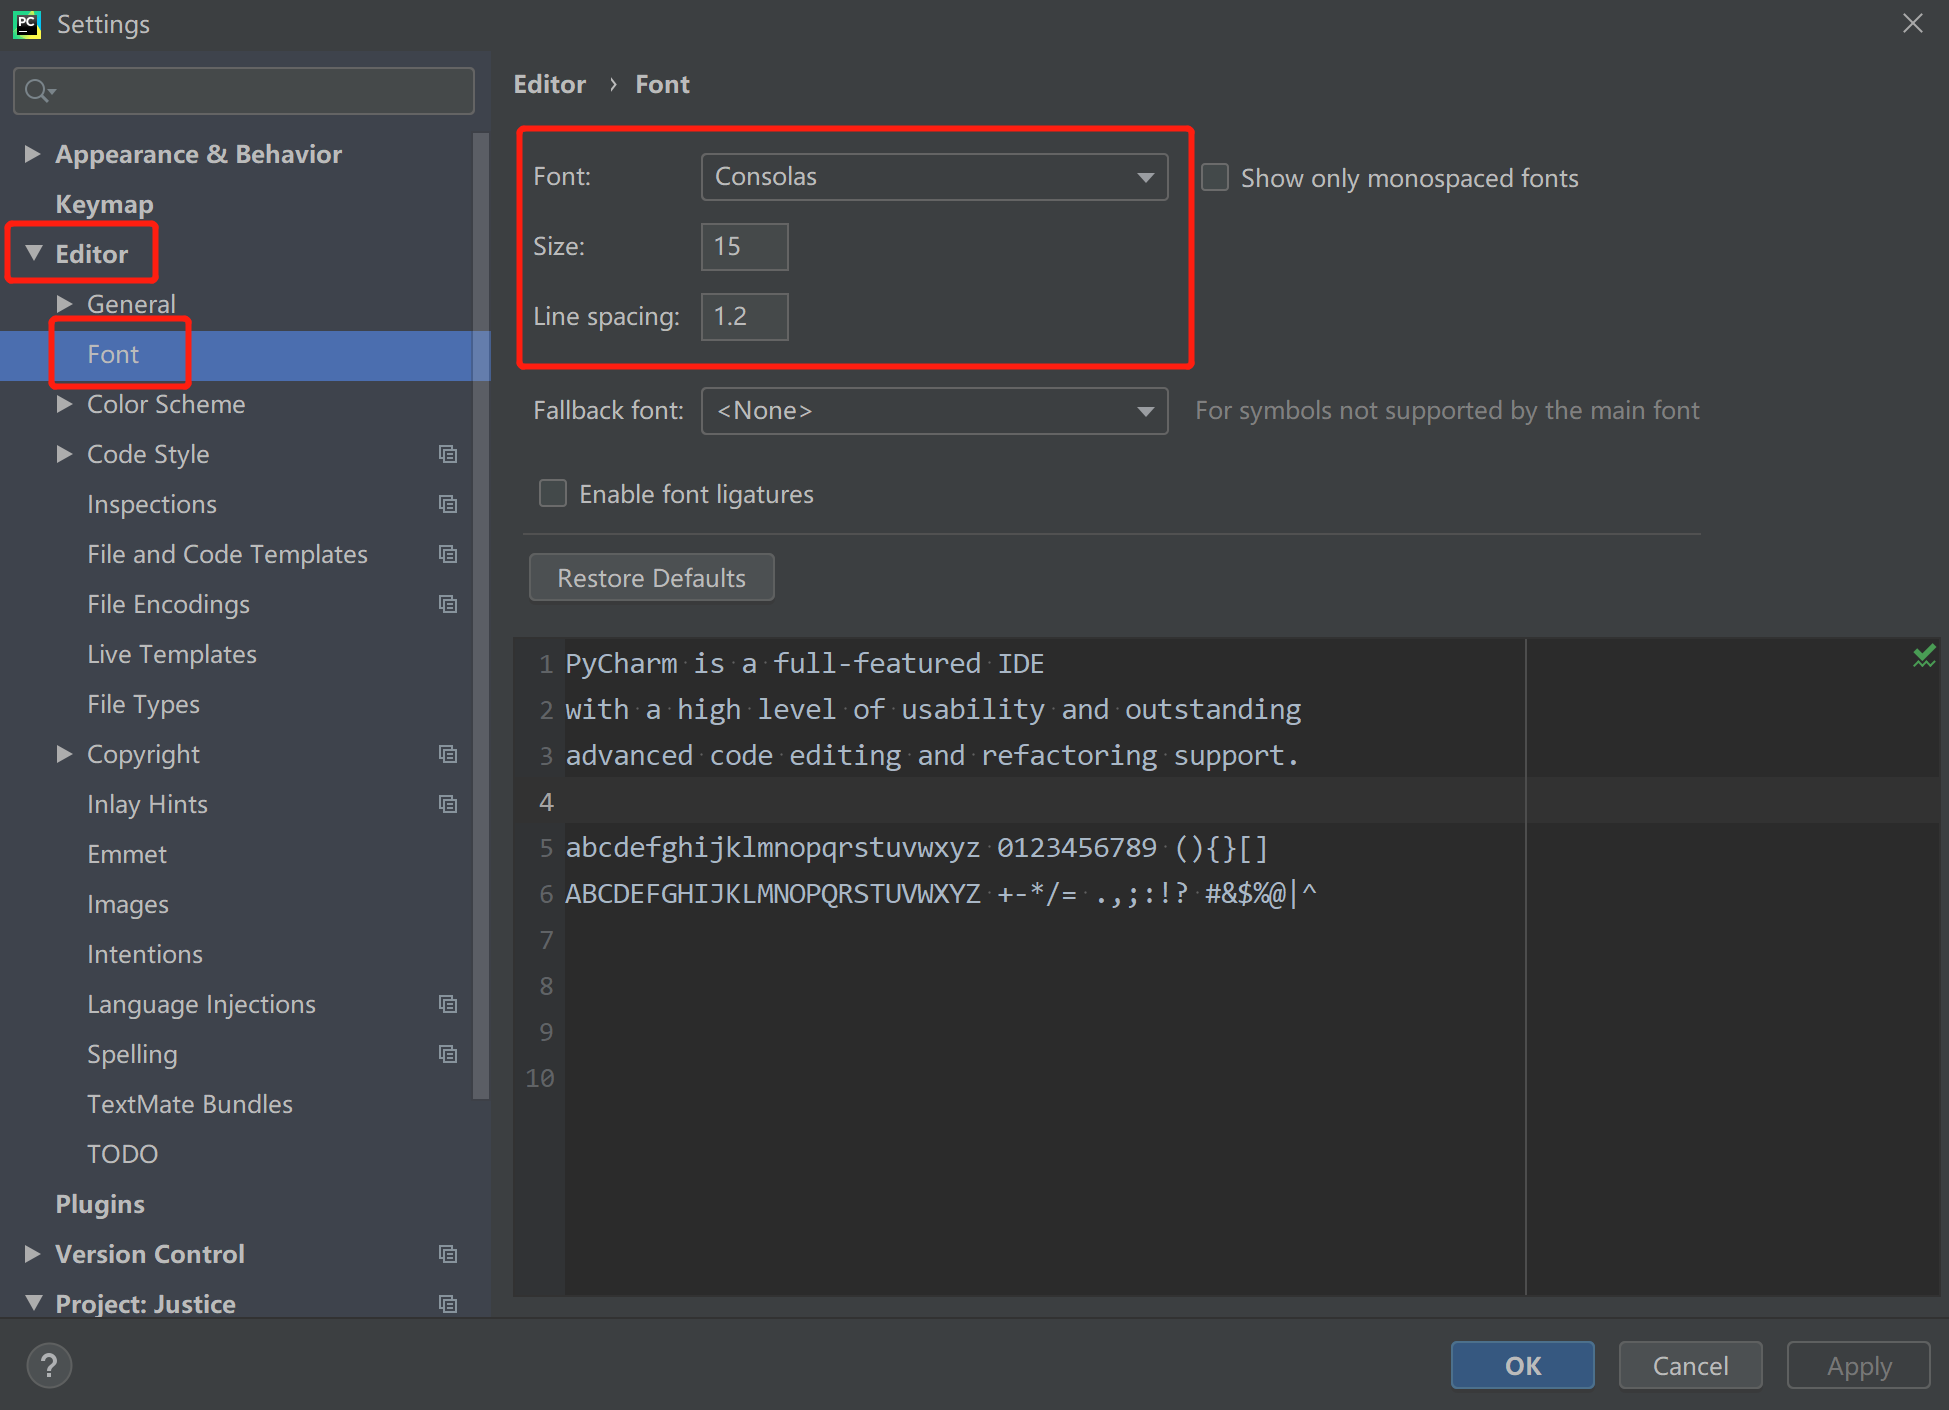 PC
Settings
Appearance & Behavior
Keymap
Editor
General
Font
Color Scheme
Code Style
Inspections
File and Code Templates
File Encodings
Live Templates
File Types
Copyright
Inlay Hints
Emmet
Images
Intentions
Language Injections
Spelling
TextMate Bundles
TODO
Plugins
Version Control
Project: Justice
Editor › Font
Font: Consolas
Show only monospaced fonts
Size: 15
Line spacing: 1.2
Fallback font: <None> For symbols not supported by the main font
Enable font ligatures
Restore Defaults
1 PyCharm is a full-featured IDE
2 with a high level of usability and outstanding
3 advanced code editing and refactoring support.
4
5 abcdefghijklmnopqrstuvwxyz 0123456789 (){}[]
6 ABCDEFGHIJKLMNOPQRSTUVWXYZ +-*/= .,;:!? #&$%@|^
7
8
9
10
?
OK
Cancel
Apply